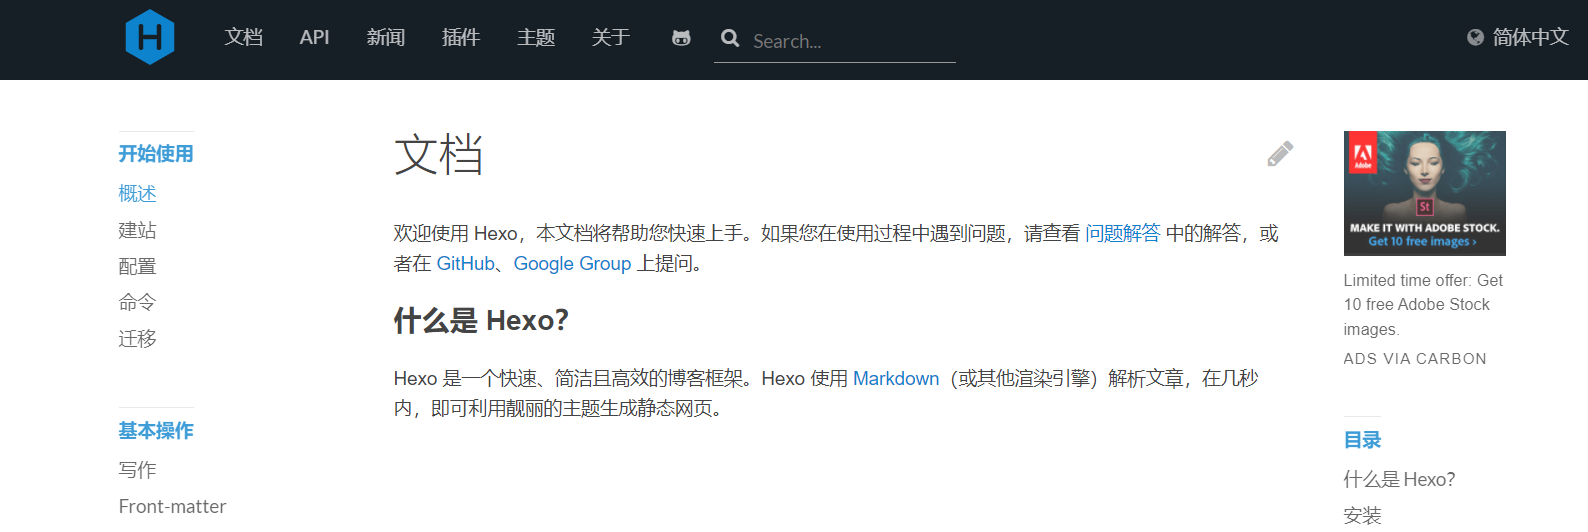 H
文档 API 新闻 插件 主题 关于 Search... 简体中文
开始使用
概述
建站
配置
命令
迁移
基本操作
写作
Front-matter
文档
欢迎使用 Hexo，本文档将帮助您快速上手。如果您在使用过程中遇到问题，请查看 问题解答 中的解答，或
者在 GitHub、Google Group 上提问。
什么是 Hexo？
Hexo 是一个快速、简洁且高效的博客框架。Hexo 使用 Markdown（或其他渲染引擎）解析文章，在几秒
内，即可利用靓丽的主题生成静态网页。
Adobe
St
MAKE IT WITH ADOBE STOCK.
Get 10 free images ›
Limited time offer: Get
10 free Adobe Stock
images.
ADS VIA CARBON
目录
什么是 Hexo？
安装